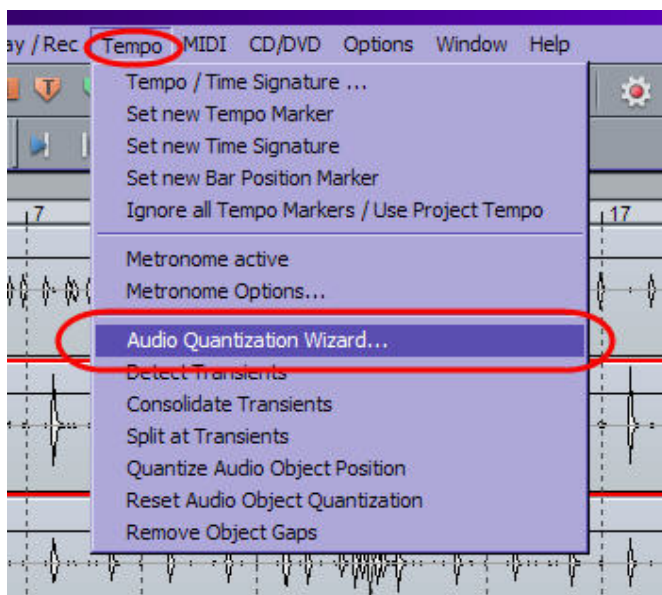 ay / Rec Tempo MIDI CD/DVD Options Window Help
Tempo / Time Signature ...
Set new Tempo Marker
Set new Time Signature
Set new Bar Position Marker
Ignore all Tempo Markers / Use Project Tempo
T
7 17
Metronome active
Metronome Options...
Audio Quantization Wizard...
Detect Transients
Consolidate Transients
Split at Transients
Quantize Audio Object Position
Reset Audio Object Quantization
Remove Object Gaps